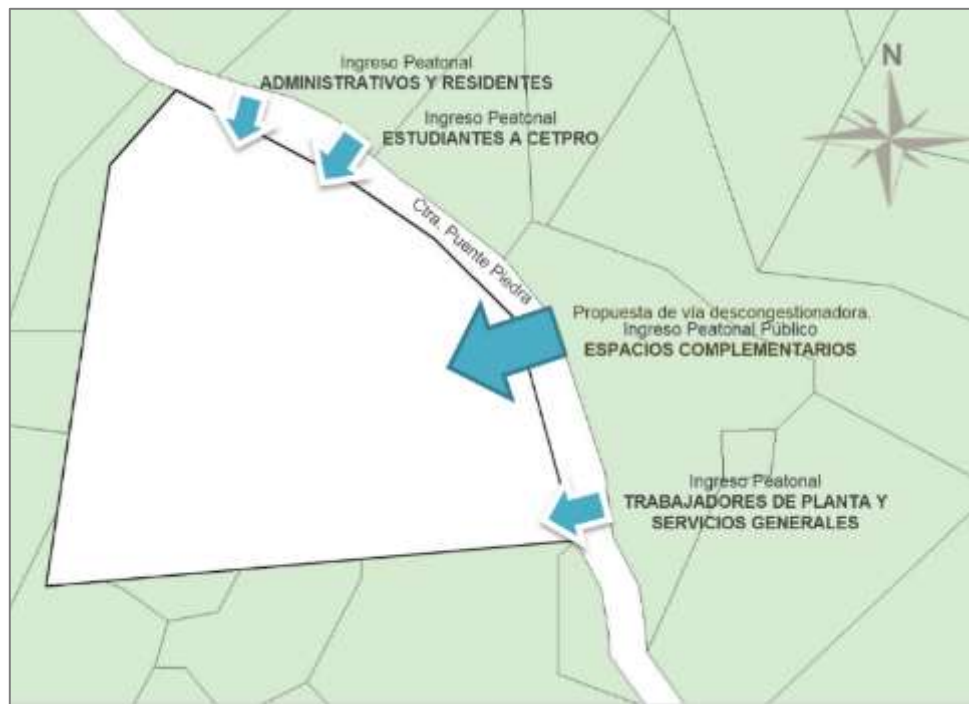 Ingreso Peatonal
ADMINISTRATIVOS Y RESIDENTES
Ingreso Peatonal
ESTUDIANTES A CETPRO
N
Ctra. Puente Piedra
Propuesta de vía descongestionadora.
Ingreso Peatonal Público
ESPACIOS COMPLEMENTARIOS
Ingreso Peatonal
TRABAJADORES DE PLANTA Y
SERVICIOS GENERALES